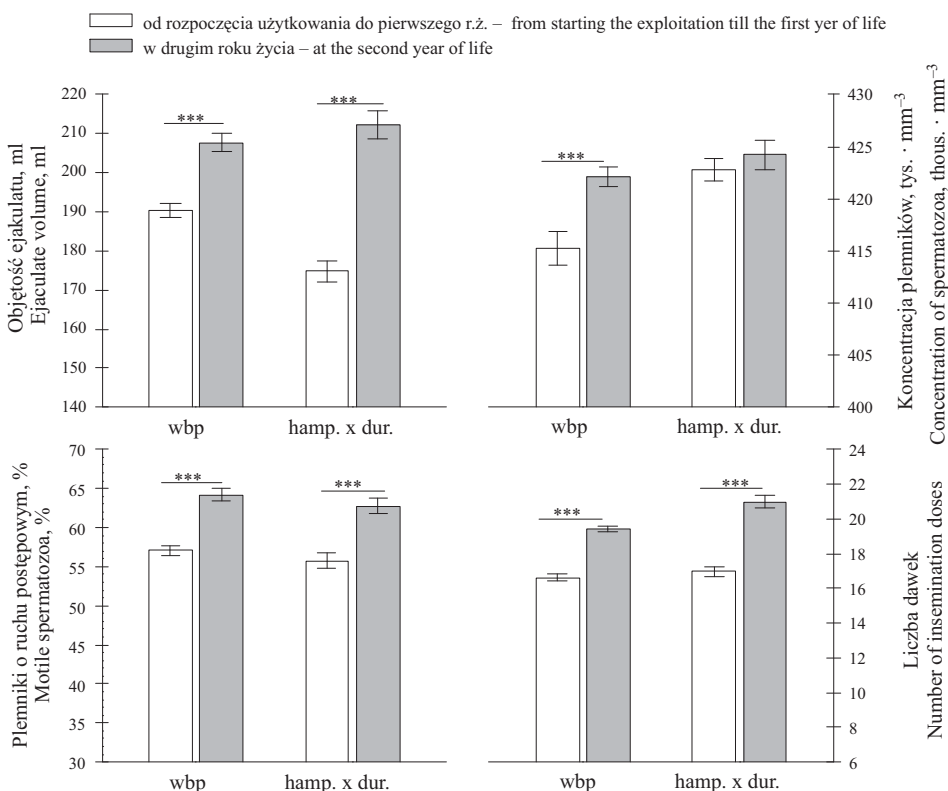 od rozpoczęcia użytkowania do pierwszego r.ż. – from starting the exploitation till the first yer of life
w drugim roku życia – at the second year of life
Objętość ejakulatu, ml
Ejaculate volume, ml
220
210
200
190
180
170
160
150
140
***
***
wbp
hamp. x dur.
***
wbp
hamp. x dur.
430
425
420
415
410
405
400
Koncentracja plemników, tys. · mm⁻³
Concentration of spermatozoa, thous. · mm⁻³
Plemniki o ruchu postępowym, %
Motile spermatozoa, %
70
65
60
55
50
45
40
35
30
***
***
wbp
hamp. x dur.
***
***
wbp
hamp. x dur.
24
22
20
18
16
14
12
10
8
6
Liczba dawek
Number of insemination doses